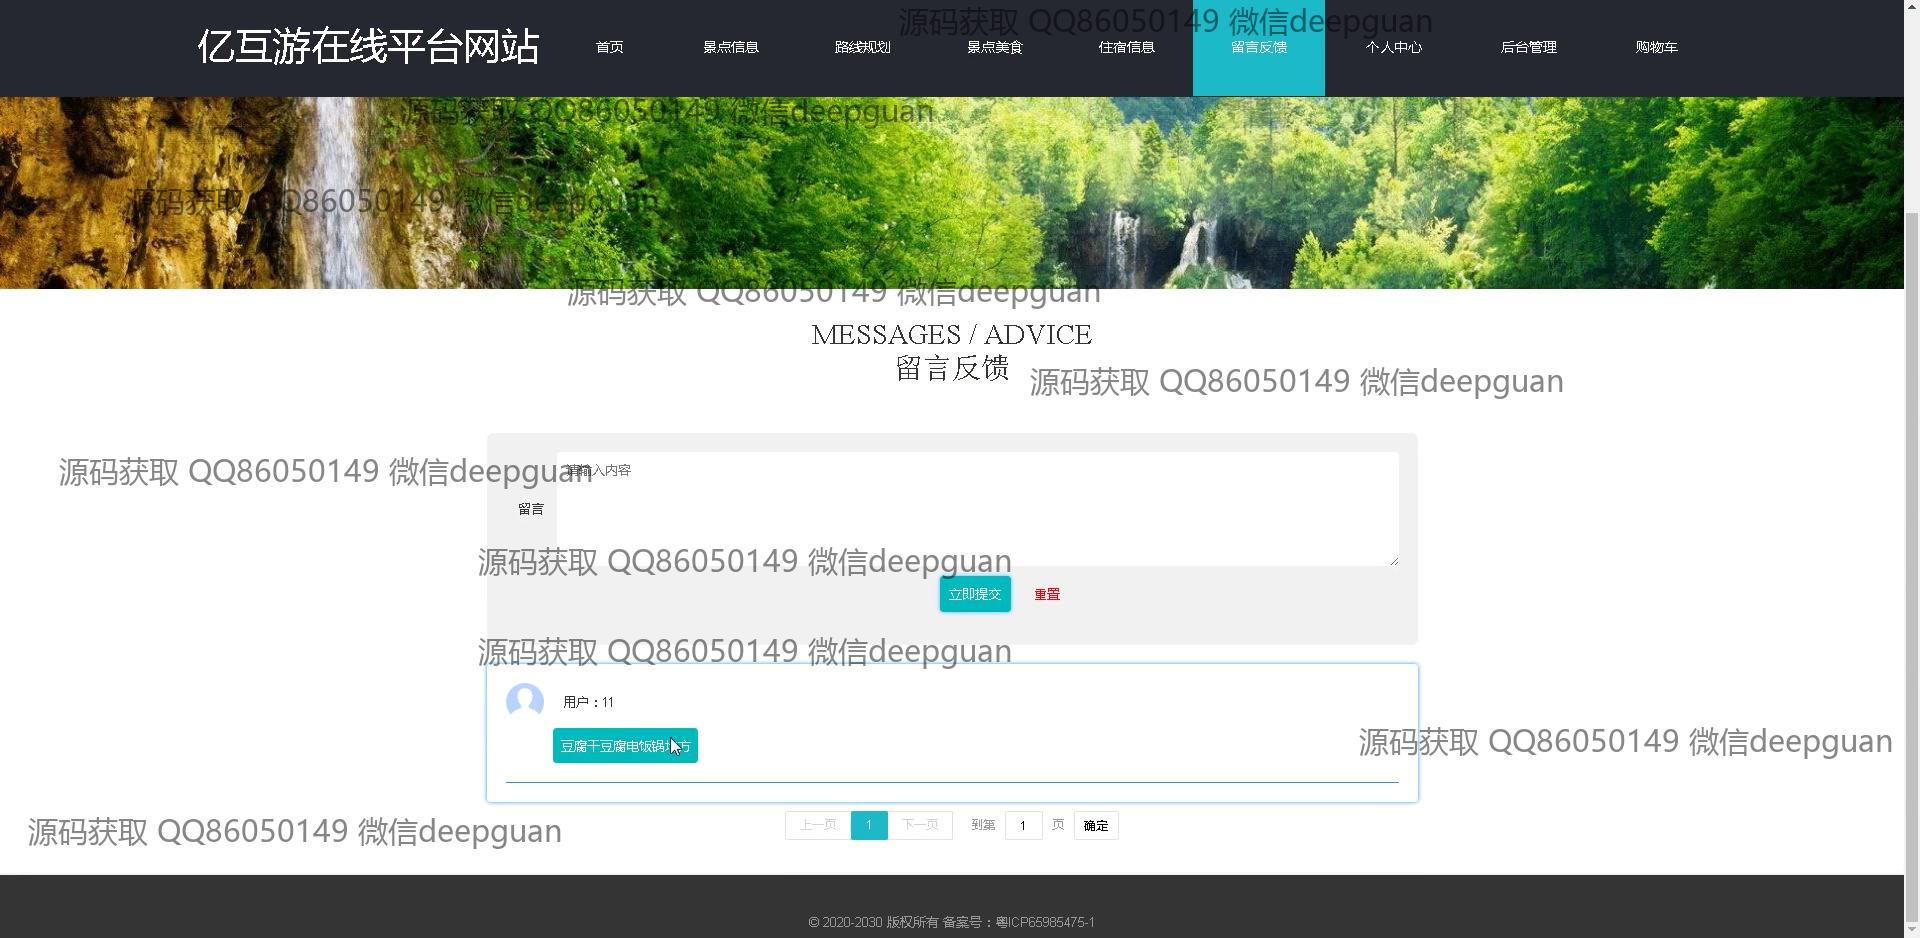 源码获取 QQ86050149 微信deepguan
亿互游在线平台网站 首页 景点信息 路线规划 景点美食 住宿信息 留言反馈 个人中心 后台管理 购物车
源码获取 QQ86050149 微信deepguan
源码获取 QQ86050149 微信deepguan
源码获取 QQ86050149 微信deepguan
MESSAGES / ADVICE
留言反馈
源码获取 QQ86050149 微信deepguan
源码获取 QQ86050149 微信deepguan
请输入内容
留言
源码获取 QQ86050149 微信deepguan
立即提交 重置
源码获取 QQ86050149 微信deepguan
用户：11
豆腐干豆腐电饭锅地方
源码获取 QQ86050149 微信deepguan
上一页 1 下一页 到第 1 页 确定
源码获取 QQ86050149 微信deepguan
© 2020-2030 版权所有 备案号：粤ICP65985475-1